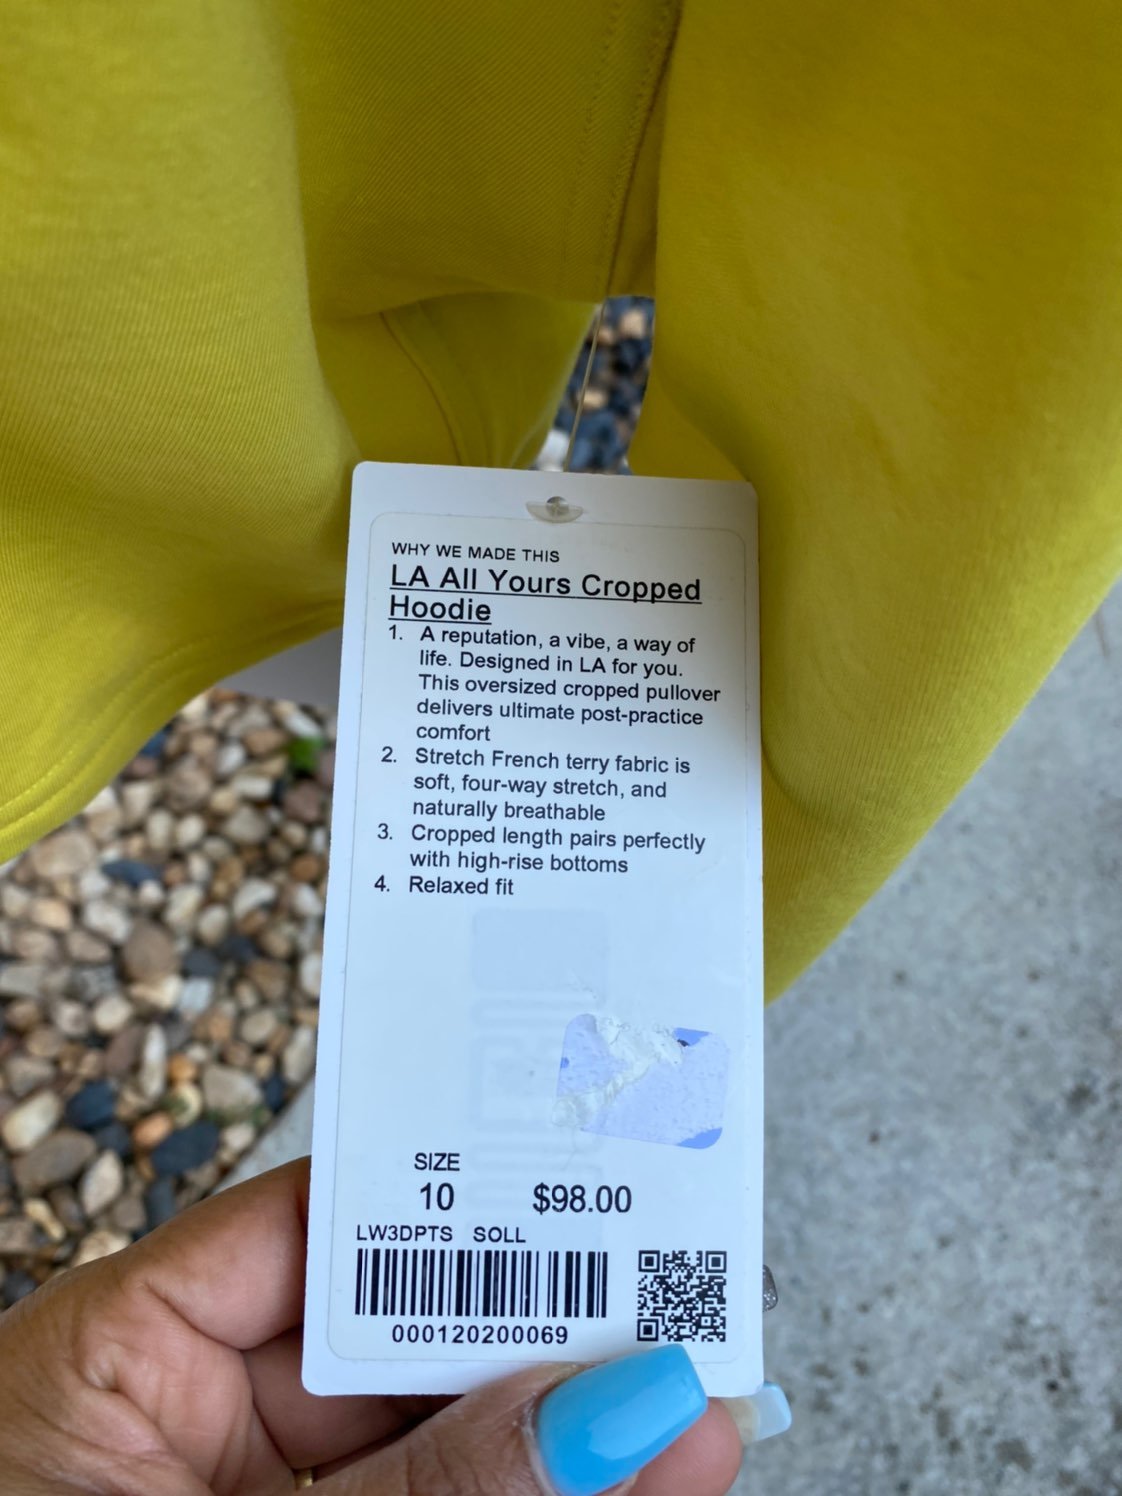 WHY WE MADE THIS
LA All Yours Cropped
Hoodie
1. A reputation, a vibe, a way of
life. Designed in LA for you.
This oversized cropped pullover
delivers ultimate post-practice
comfort
2. Stretch French terry fabric is
soft, four-way stretch, and
naturally breathable
3. Cropped length pairs perfectly
with high-rise bottoms
4. Relaxed fit
SIZE
10 $98.00
LW3DPTS SOLL
000120200069